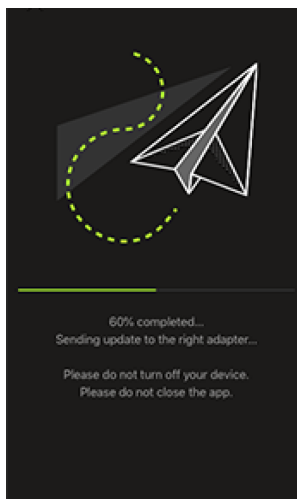 60% completed...
Sending update to the right adapter...
Please do not turn off your device.
Please do not close the app.